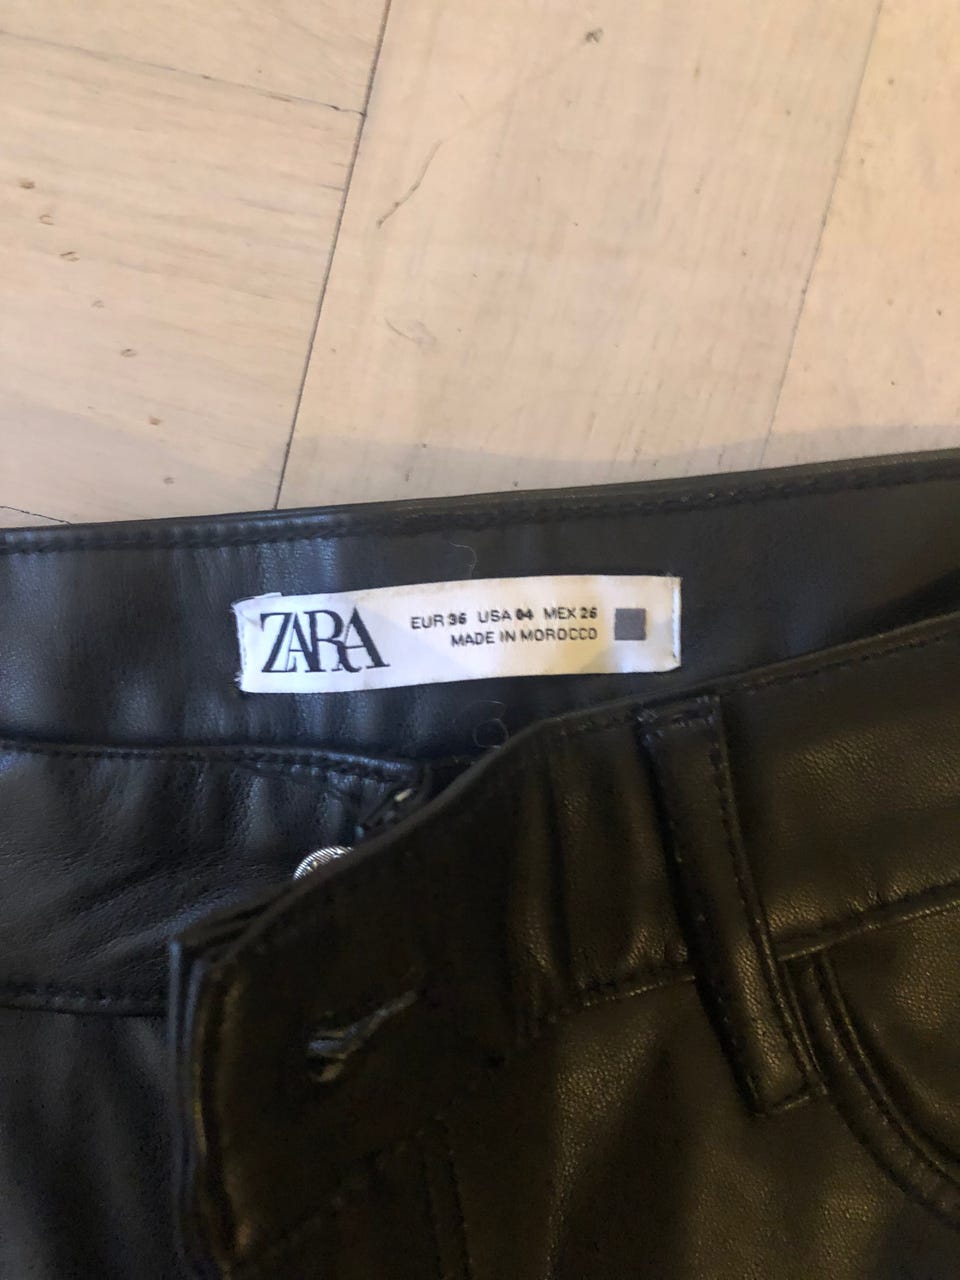 ZARA
EUR 36 USA 04 MEX 26
MADE IN MOROCCO